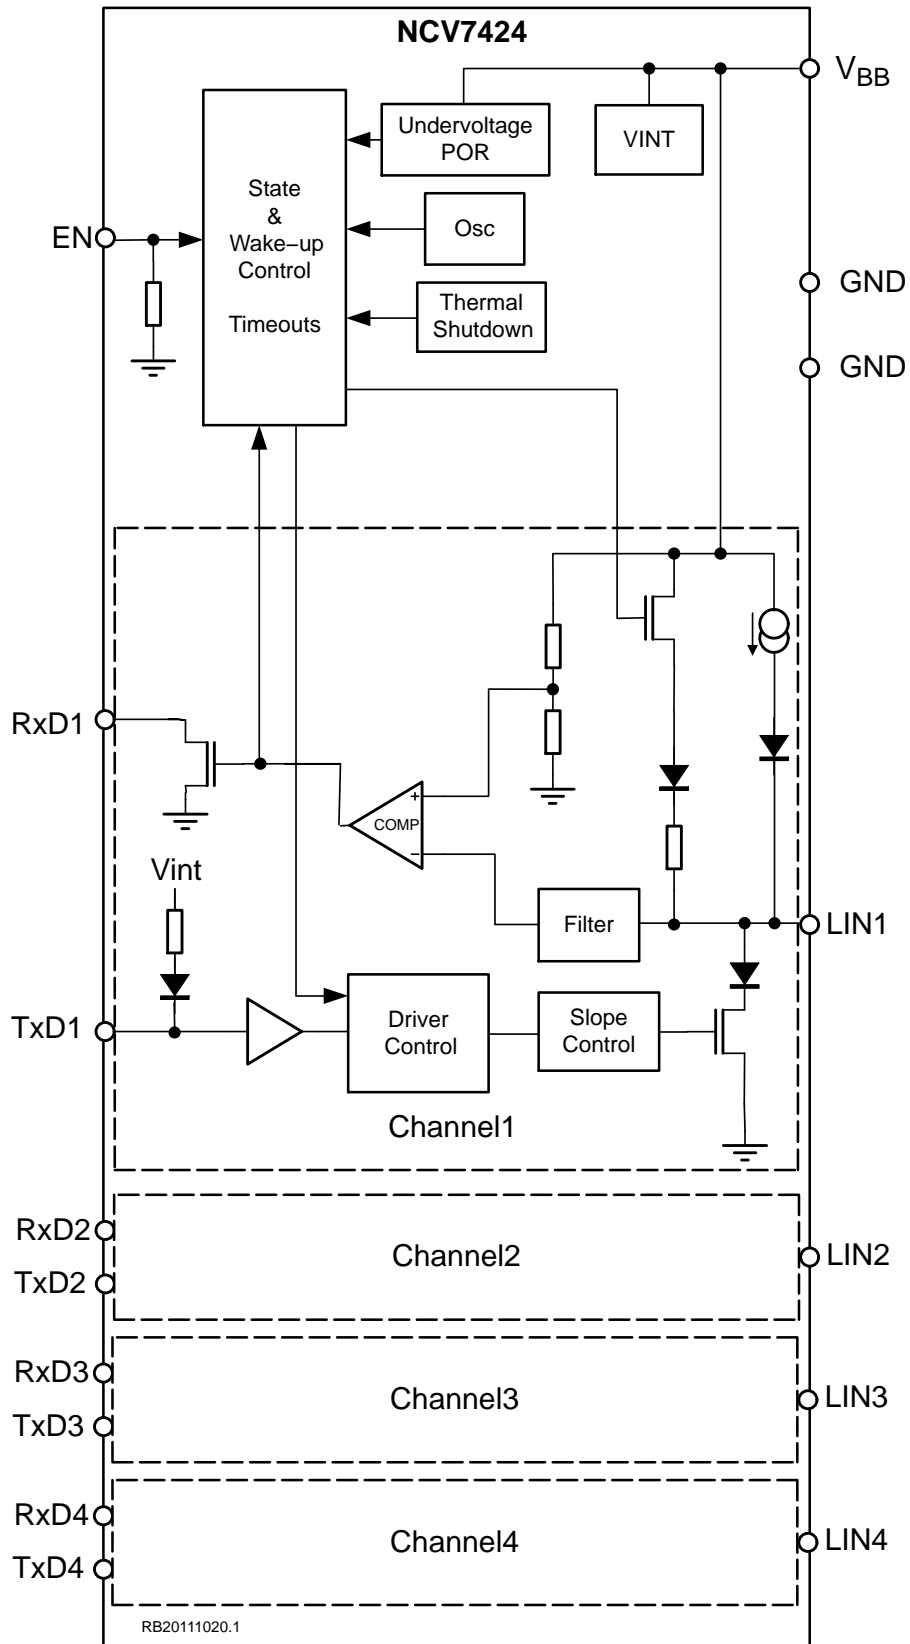 NCV7424
VBB
Undervoltage
POR
VINT
State
&
Wake−up
Control
Timeouts
Osc
EN
Thermal
Shutdown
GND
GND
RxD1
+
COMP
−
Vint
Filter
LIN1
TxD1
Driver
Control
Slope
Control
Channel1
RxD2
TxD2
Channel2
LIN2
RxD3
TxD3
Channel3
LIN3
RxD4
TxD4
Channel4
LIN4
RB20111020.1